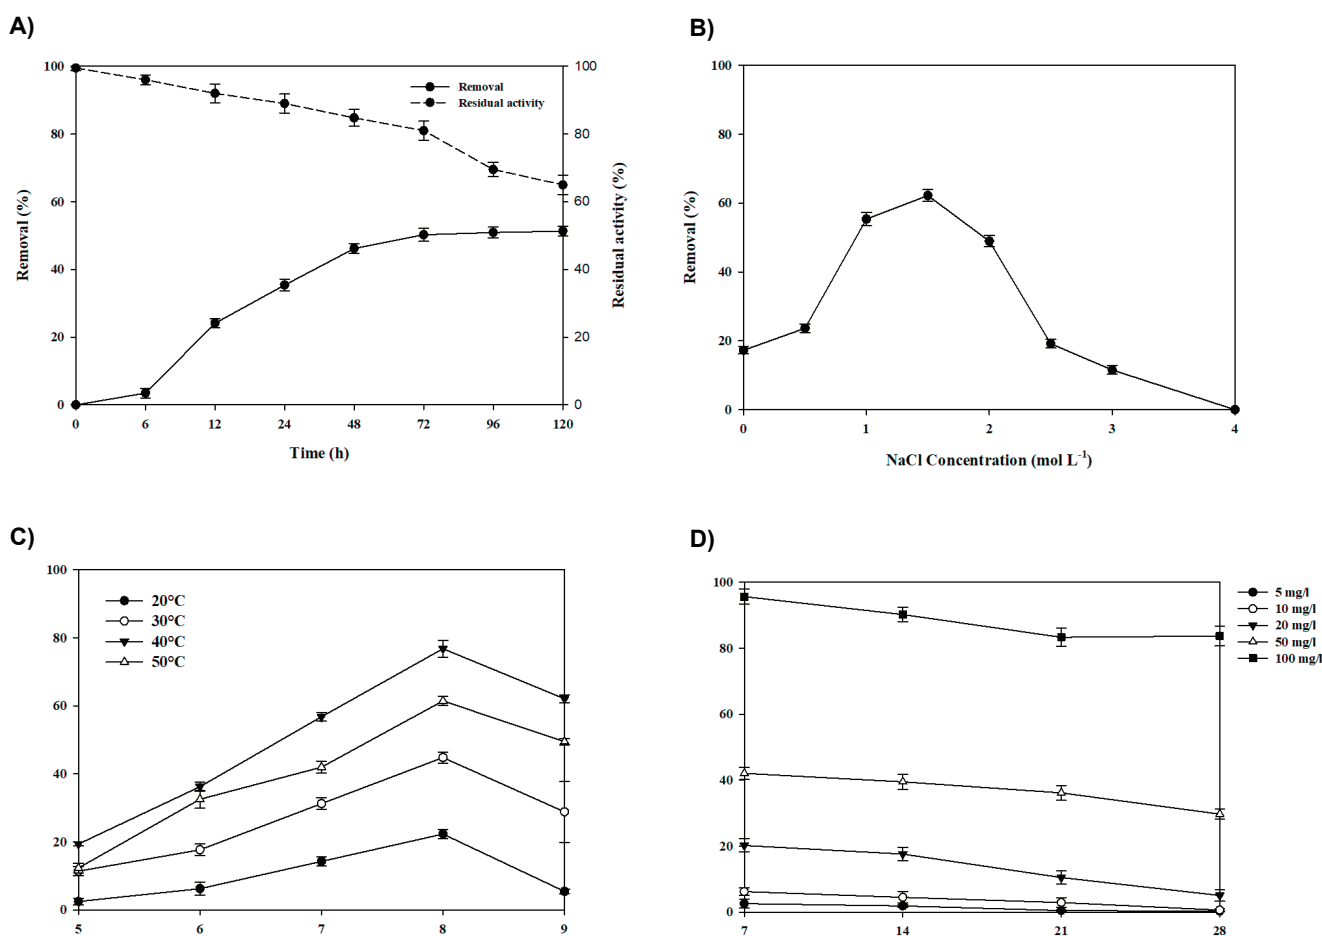 A)
100
80
60
40
20
0
Removal (%)
Removal
Residual activity
100
80
60
40
20
0
Residual activity (%)
0 6 12 24 48 72 96 120
Time (h)
B)
100
80
60
40
20
0
Removal (%)
0 1 2 3 4
NaCl Concentration (mol L-1)
C)
100
80
60
40
20
0
20°C
30°C
40°C
50°C
5 6 7 8 9
D)
100
80
60
40
20
0
5 mg/l
10 mg/l
20 mg/l
50 mg/l
100 mg/l
7 14 21 28